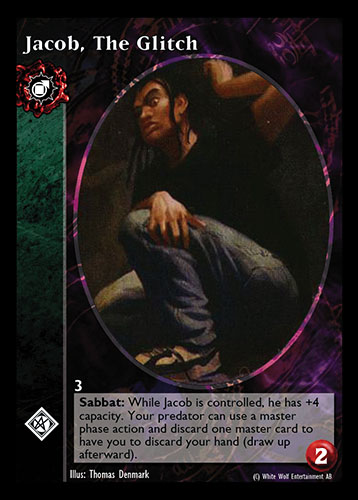 Jacob, The Glitch
3
Sabbat: While Jacob is controlled, he has +4
capacity. Your predator can use a master
phase action and discard one master card to
have you to discard your hand (draw up
afterward).
2
Illus: Thomas Denmark
(C) White Wolf Entertainment AB